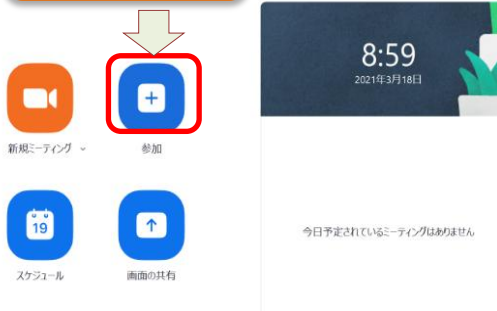 8:59
2021年3月18日
新規ミーティング
参加
19
スケジュール
画面の共有
今日予定されているミーティングはありません